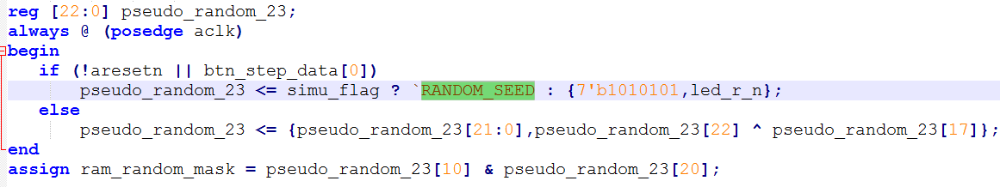 reg [22:0] pseudo_random_23;
always @ (posedge aclk)
begin
if (!aresetn || btn_step_data[0])
pseudo_random_23 <= simu_flag ? `RANDOM_SEED : {7'b1010101,led_r_n};
else
pseudo_random_23 <= {pseudo_random_23[21:0],pseudo_random_23[22] ^ pseudo_random_23[17]};
end
assign ram_random_mask = pseudo_random_23[10] & pseudo_random_23[20];